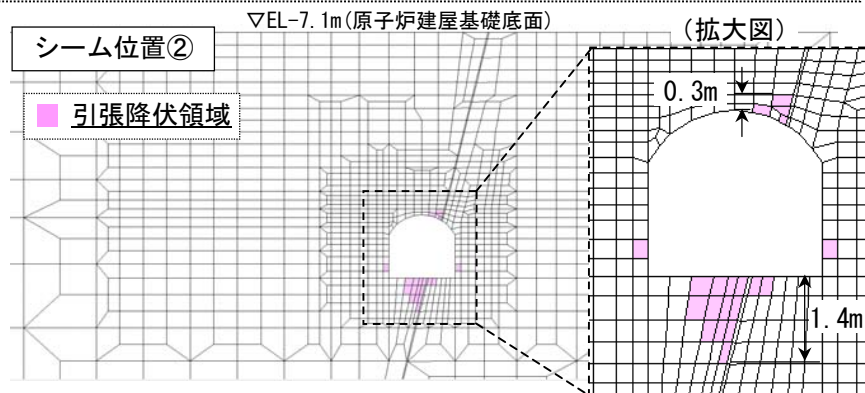 ▽EL-7.1m(原子炉建屋基礎底面)
シーム位置②
(拡大図)
引張降伏領域
0.3m
1.4m